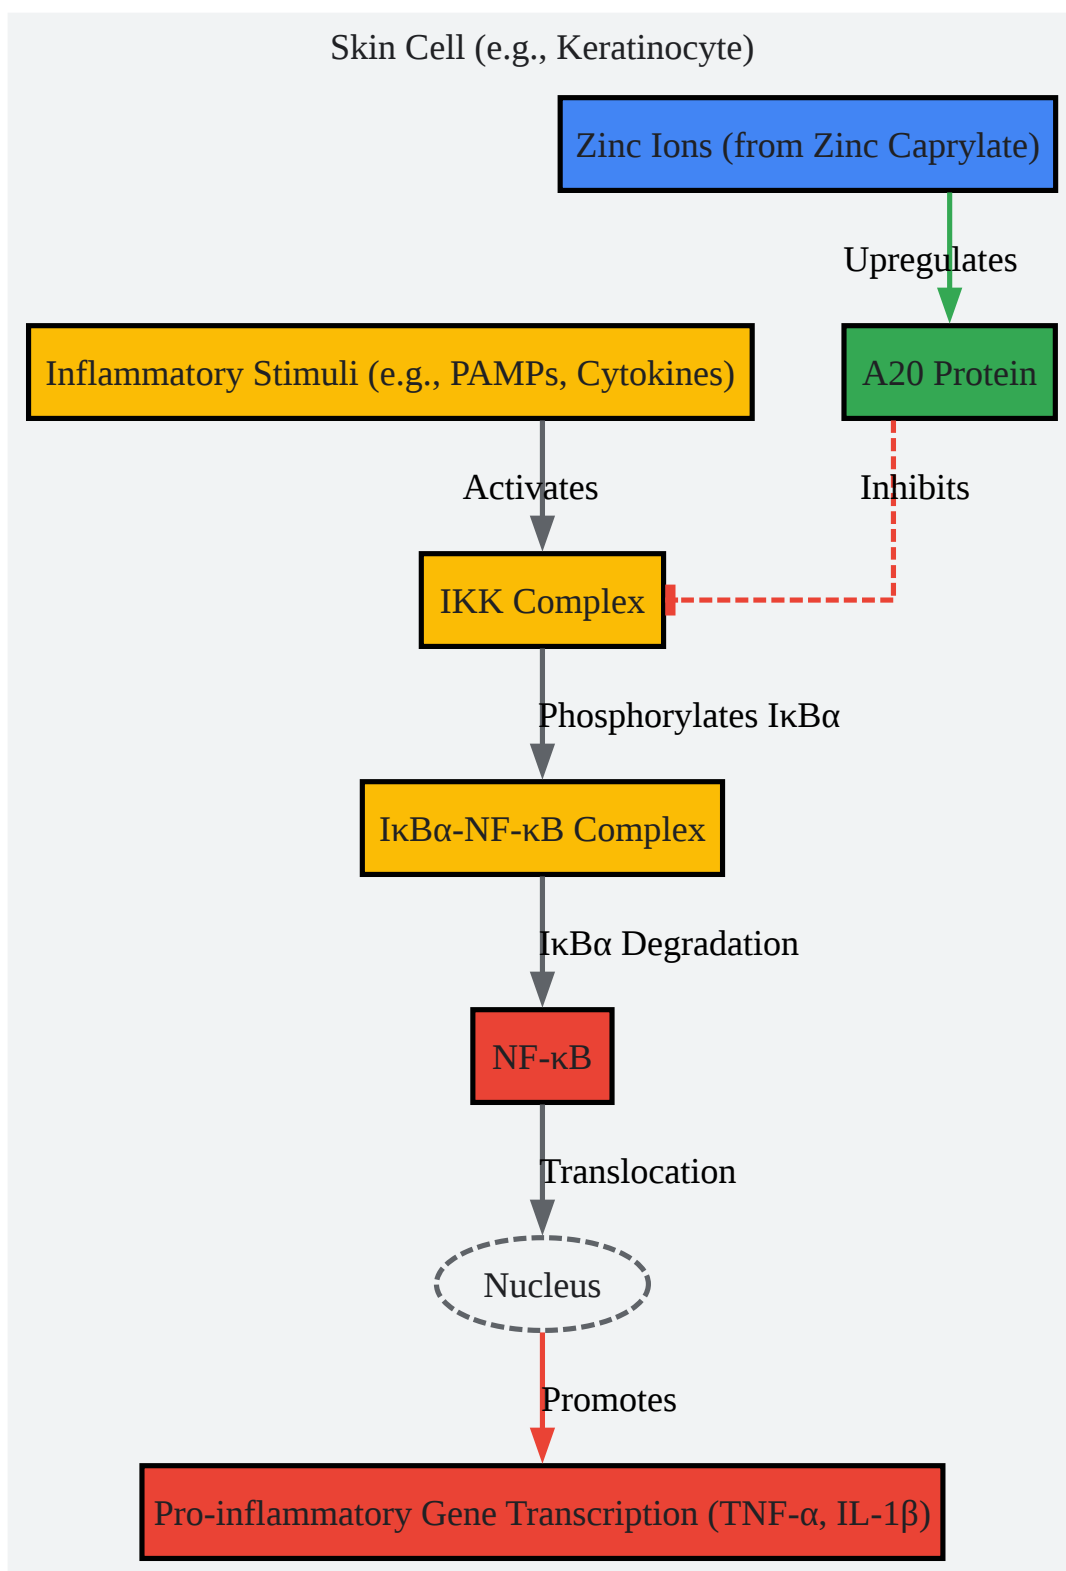 Skin Cell (e.g., Keratinocyte)
Zinc Ions (from Zinc Caprylate)
Upregulates
Inflammatory Stimuli (e.g., PAMPs, Cytokines)
A20 Protein
Activates
Inhibits
IKK Complex
Phosphorylates IκBα
IκBα-NF-κB Complex
IκBα Degradation
NF-κB
Translocation
Nucleus
Promotes
Pro-inflammatory Gene Transcription (TNF-α, IL-1β)